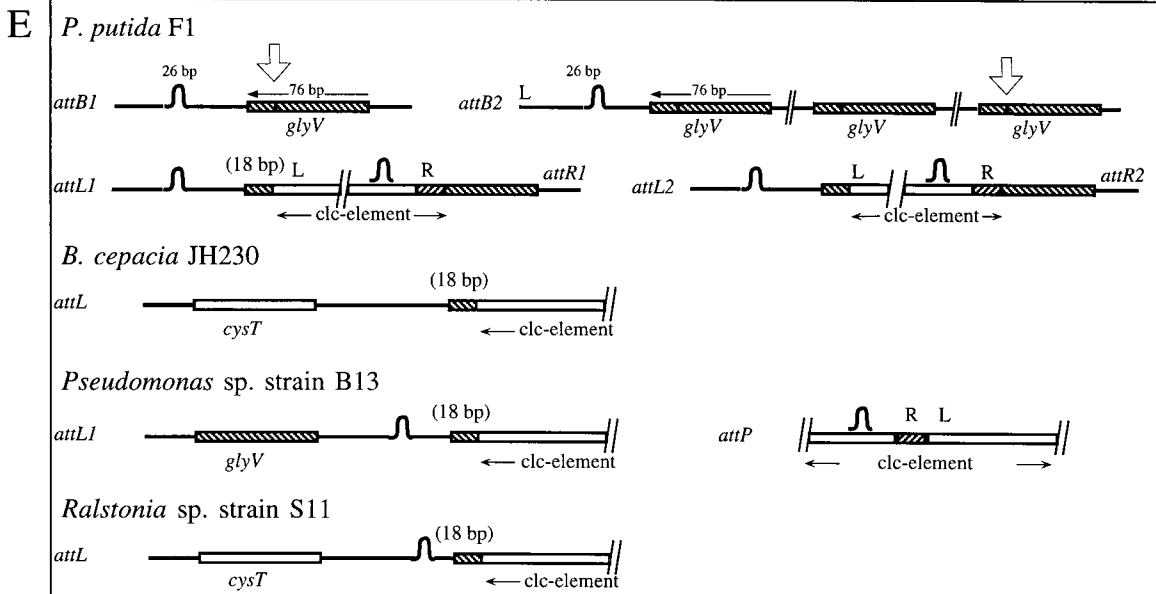 E
P. putida F1
26 bp
26 bp
attB1
76 bp
attB2
L
76 bp
glyV
glyV
glyV
glyV
(18 bp) L R attR1
attL1
L R attR2
attL2
clc-element
clc-element
B. cepacia JH230
(18 bp)
attL
cysT
clc-element
Pseudomonas sp. strain B13
(18 bp)
attL1
glyV
clc-element
R L
attP
clc-element
Ralstonia sp. strain S11
(18 bp)
attL
cysT
clc-element